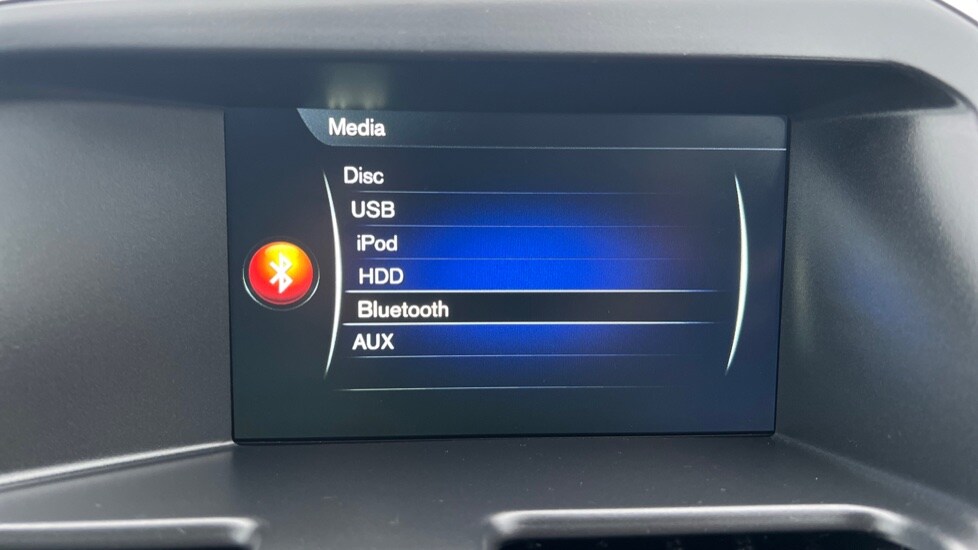 Media
Disc
USB
iPod
HDD
Bluetooth
AUX